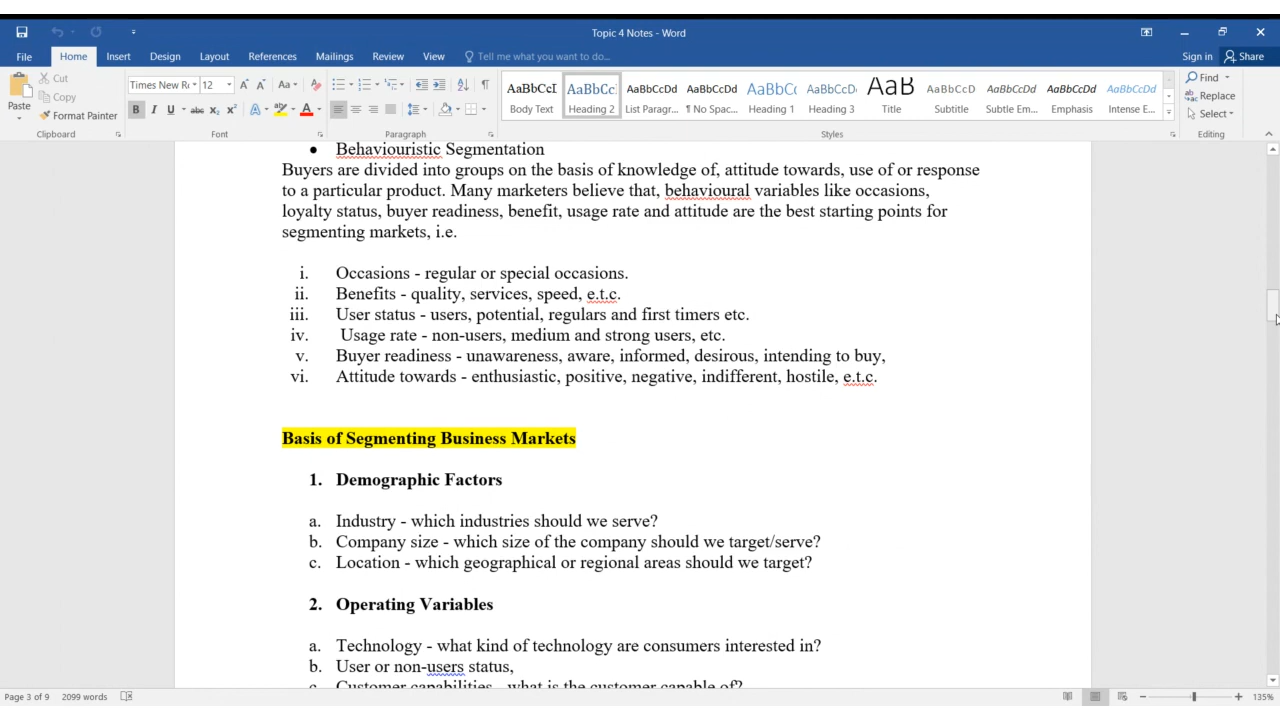 Topic 4 Notes - Word
File Home Insert Design Layout References Mailings Review View Tell me what you want to do... Sign in Share
Paste Cut Copy Format Painter Clipboard
Times New R 12 Font
Paragraph
AaBbCcI AaBbCc AaBbCcDd AaBbCcDd AaBbC AaBbCcD AaB AaBbCcD AaBbCcDd AaBbCcDd AaBbCcDd
Body Text Heading 2 List Paragr... ¶ No Spac... Heading 1 Heading 3 Title Subtitle Subtle Em... Emphasis Intense E...
Styles
Find Replace Select Editing
• Behaviouristic Segmentation
Buyers are divided into groups on the basis of knowledge of, attitude towards, use of or response
to a particular product. Many marketers believe that, behavioural variables like occasions,
loyalty status, buyer readiness, benefit, usage rate and attitude are the best starting points for
segmenting markets, i.e.
i. Occasions - regular or special occasions.
ii. Benefits - quality, services, speed, e.t.c.
iii. User status - users, potential, regulars and first timers etc.
iv. Usage rate - non-users, medium and strong users, etc.
v. Buyer readiness - unawareness, aware, informed, desirous, intending to buy,
vi. Attitude towards - enthusiastic, positive, negative, indifferent, hostile, e.t.c.
Basis of Segmenting Business Markets
1. Demographic Factors
a. Industry - which industries should we serve?
b. Company size - which size of the company should we target/serve?
c. Location - which geographical or regional areas should we target?
2. Operating Variables
a. Technology - what kind of technology are consumers interested in?
b. User or non-users status,
c. Customer capabilities - what is the customer capable of?
Page 3 of 9 2099 words 135%